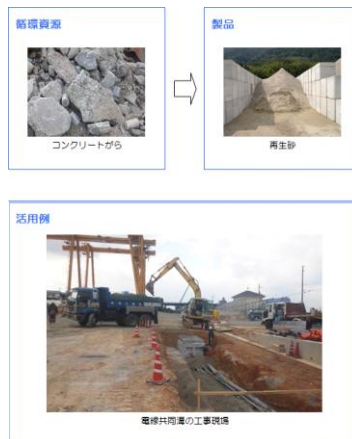 循環資源
製品
コンクリートがら
再生砂
活用例
電線共同溝の工事現場